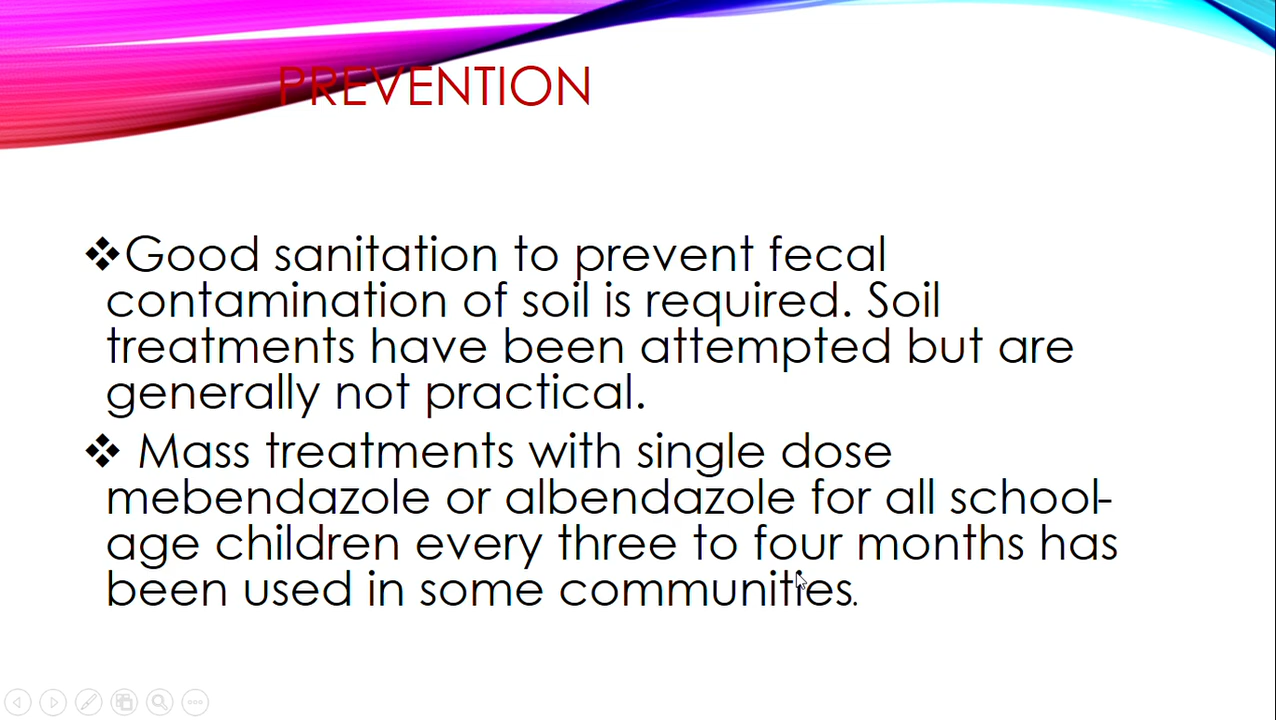 PREVENTION
❖Good sanitation to prevent fecal
contamination of soil is required. Soil
treatments have been attempted but are
generally not practical.
❖ Mass treatments with single dose
mebendazole or albendazole for all school-
age children every three to four months has
been used in some communities.